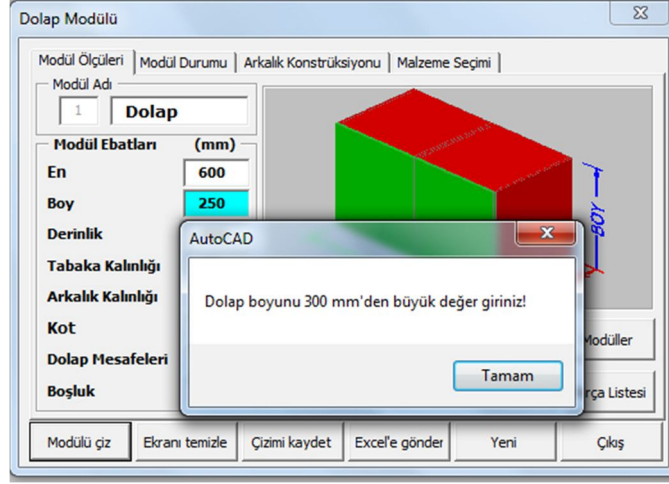 Dolap Modülü
Modül Ölçüleri Modül Durumu Arkalık Konstrüksiyonu Malzeme Seçimi
Modül Adı
1 Dolap
Modül Ebatları (mm)
En 600
Boy 250
BOY
Derinlik
AutoCAD
Tabaka Kalınlığı
Arkalık Kalınlığı
Dolap boyunu 300 mm'den büyük değer giriniz!
Kot
Modüller
Dolap Mesafeleri
Tamam
Boşluk
Listesi
Modülü çiz Ekranı temizle Çizimi kaydet Excel'e gönder Yeni Çıkış